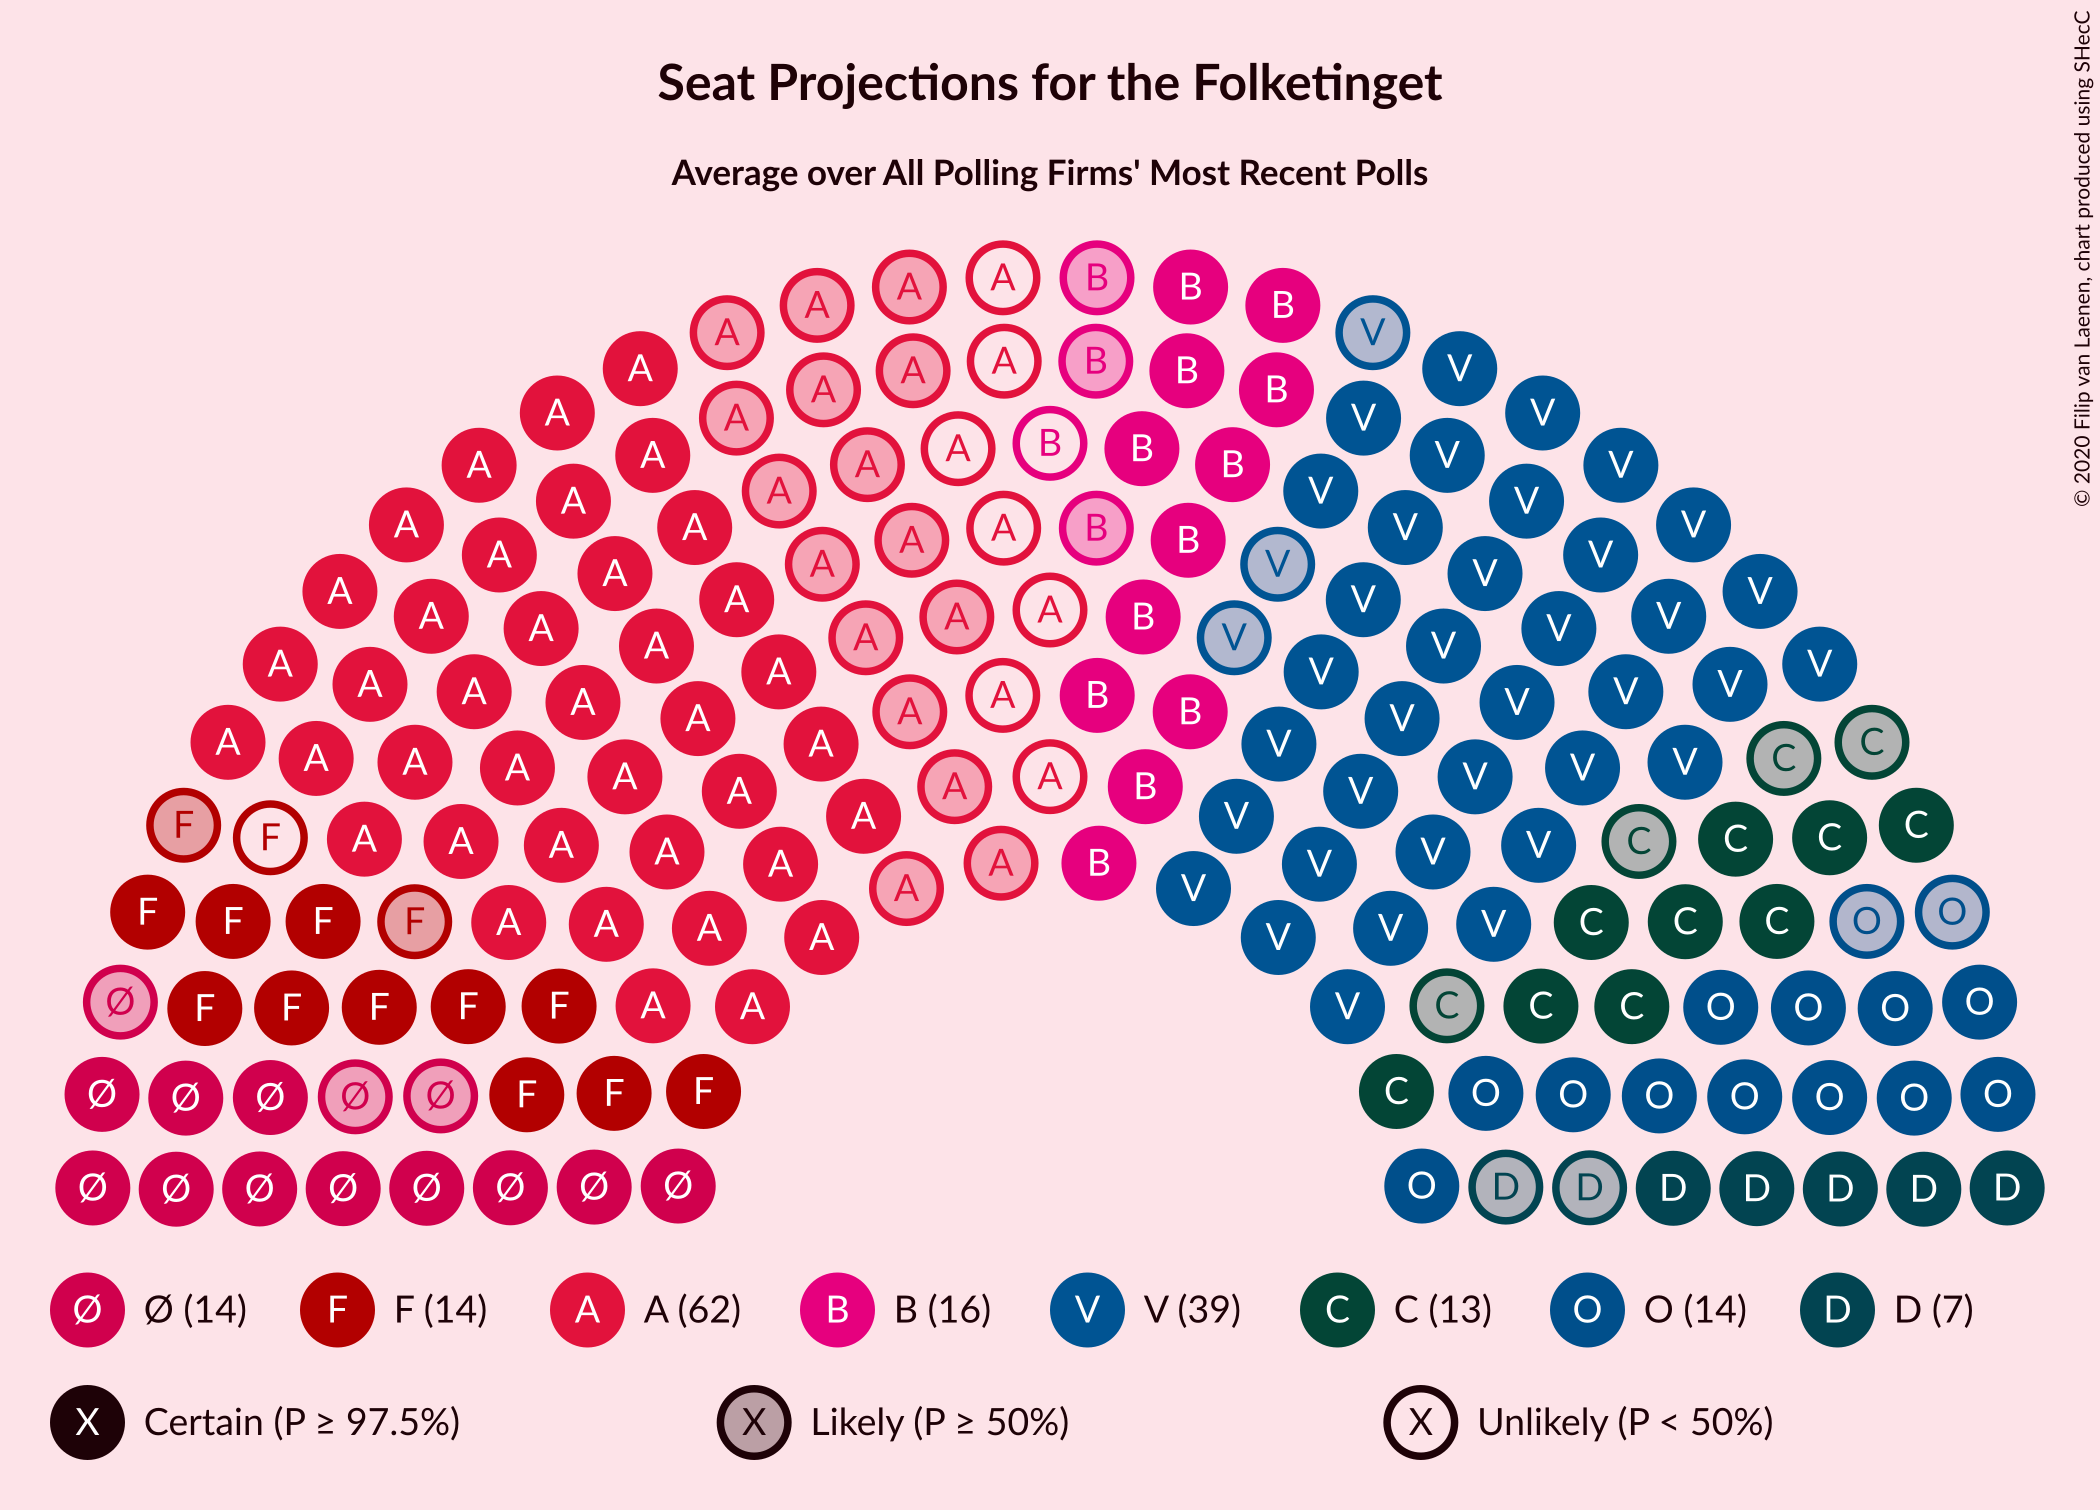 Seat Projections for the Folketinget
Average over All Polling Firms' Most Recent Polls
© 2020 Filip van Laenen, chart produced using SHecC
A A B B
A A B
A V
A A B B V
A A B
A V V
A A B B V
A A V
A A B V
A V
A A V
A A B V
A A B V
A A V
A A V V
A A V
A A B V
A A V V
A A V
A A V
A A B V
A A V
A A V
A A B B V
A A V
A A V
A A C
A A V C
A A V
A A V V
A A B V
A A V
F A A V C
F A A A V C C C
A A V
A A B V
F F F F A A A A V V V C C C O O
Ø F F F F F A A V C C O O O O
Ø Ø Ø Ø Ø F F F C O O O O O O O
Ø Ø Ø Ø Ø Ø Ø Ø O D D D D D D D
Ø Ø (14) F F (14) A A (62) B B (16) V V (39) C C (13) O O (14) D D (7)
X Certain (P ≥ 97.5%) X Likely (P ≥ 50%) X Unlikely (P < 50%)